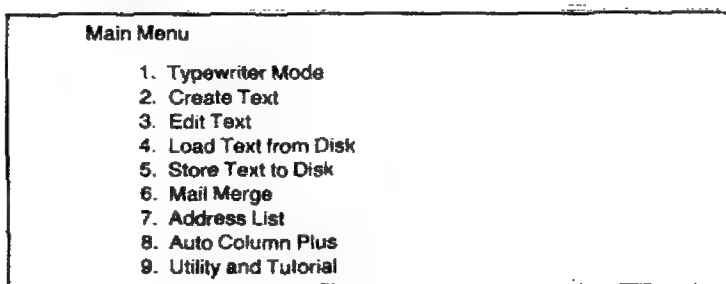 Main Menu
1. Typewriter Mode
2. Create Text
3. Edit Text
4. Load Text from Disk
5. Store Text to Disk
6. Mail Merge
7. Address List
8. Auto Column Plus
9. Utility and Tutorial